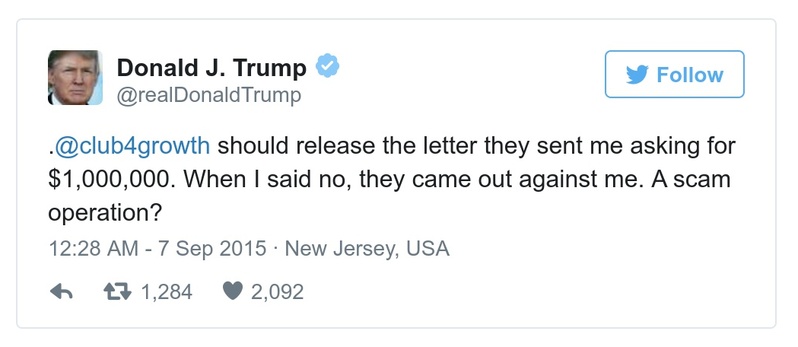 Donald J. Trump
@realDonaldTrump
Follow
.@club4growth should release the letter they sent me asking for
$1,000,000. When I said no, they came out against me. A scam
operation?
12:28 AM - 7 Sep 2015 · New Jersey, USA
1,284 2,092